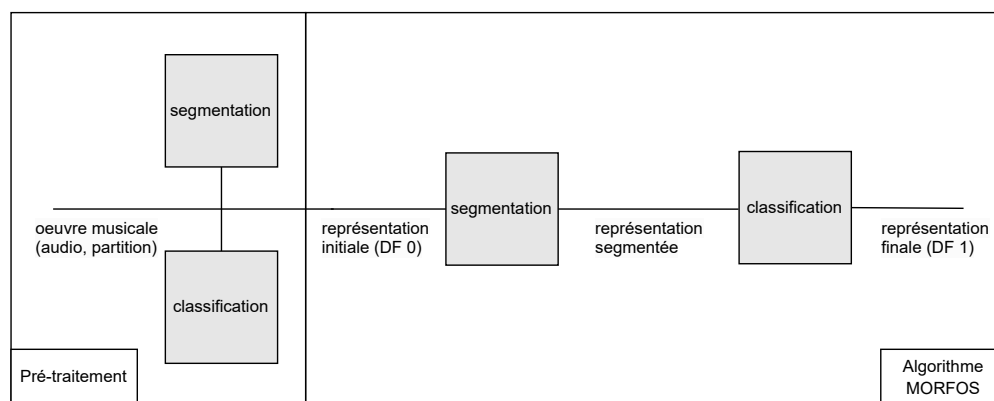 segmentation
oeuvre musicale
(audio, partition)
classification
Pré-traitement
représentation
initiale (DF 0)
segmentation
représentation
segmentée
classification
représentation
finale (DF 1)
Algorithme
MORFOS